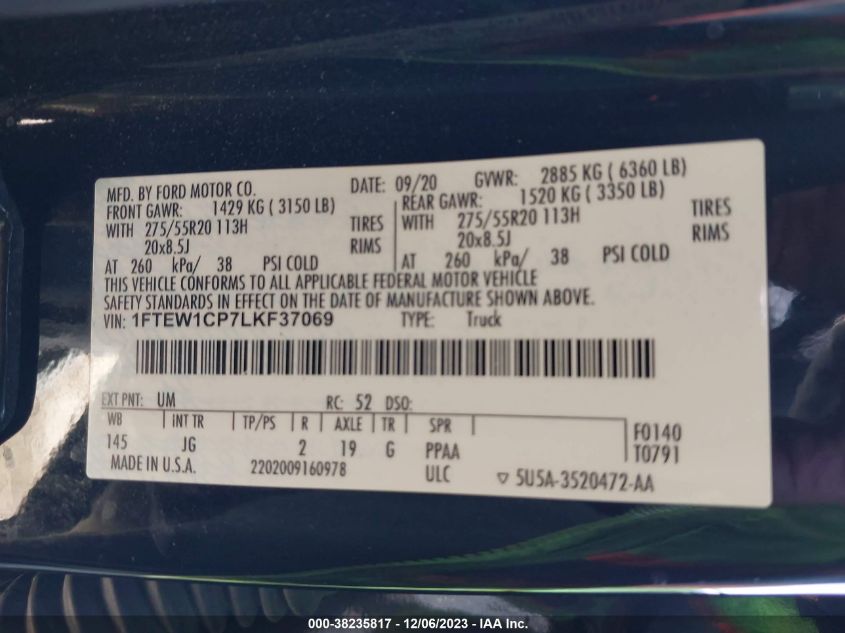 MFD. BY FORD MOTOR CO. DATE: 09/20 GVWR: 2885 KG ( 6360 LB)
FRONT GAWR: 1429 KG ( 3150 LB) REAR GAWR: 1520 KG ( 3350 LB)
WITH 275/55R20 113H TIRES WITH 275/55R20 113H TIRES
20x8.5J RIMS 20x8.5J RIMS
AT 260 kPa/ 38 PSI COLD AT 260 kPa/ 38 PSI COLD
THIS VEHICLE CONFORMS TO ALL APPLICABLE FEDERAL MOTOR VEHICLE
SAFETY STANDARDS IN EFFECT ON THE DATE OF MANUFACTURE SHOWN ABOVE.
VIN: 1FTEW1CP7LKF37069 TYPE: Truck
EXT PNT: UM RC: 52 DSO:
WB INT TR TP/PS R AXLE TR SPR
145 JG 2 19 G PPAA
F0140
T0791
MADE IN U.S.A. 2202009160978 ULC ▽ 5U5A-3520472-AA
000-38235817 - 12/06/2023 - IAA Inc.